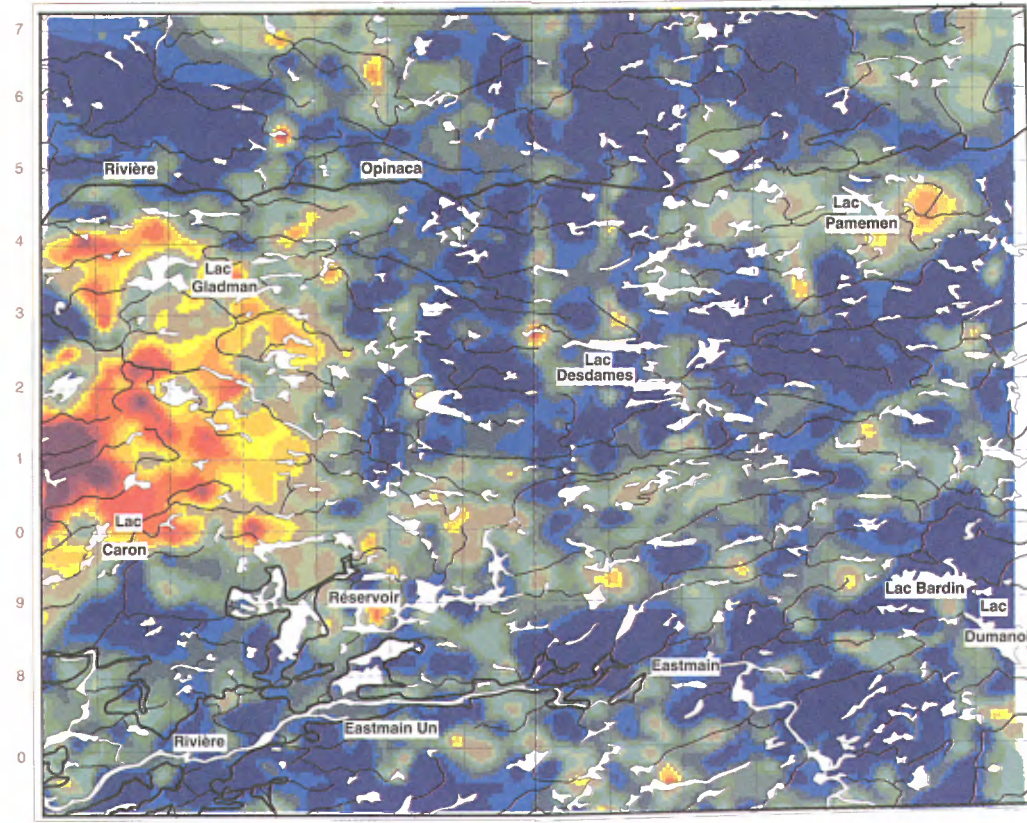 7
6
5
Rivière
Opinaca
Lac
Pamemen
4
Lac
Gladman
3
Lac
Desdames
2
1
0
Lac
Caron
9
Réservoir
Lac Bardin
Lac
Dumano
8
Eastmain
Eastmain Un
Rivière
0